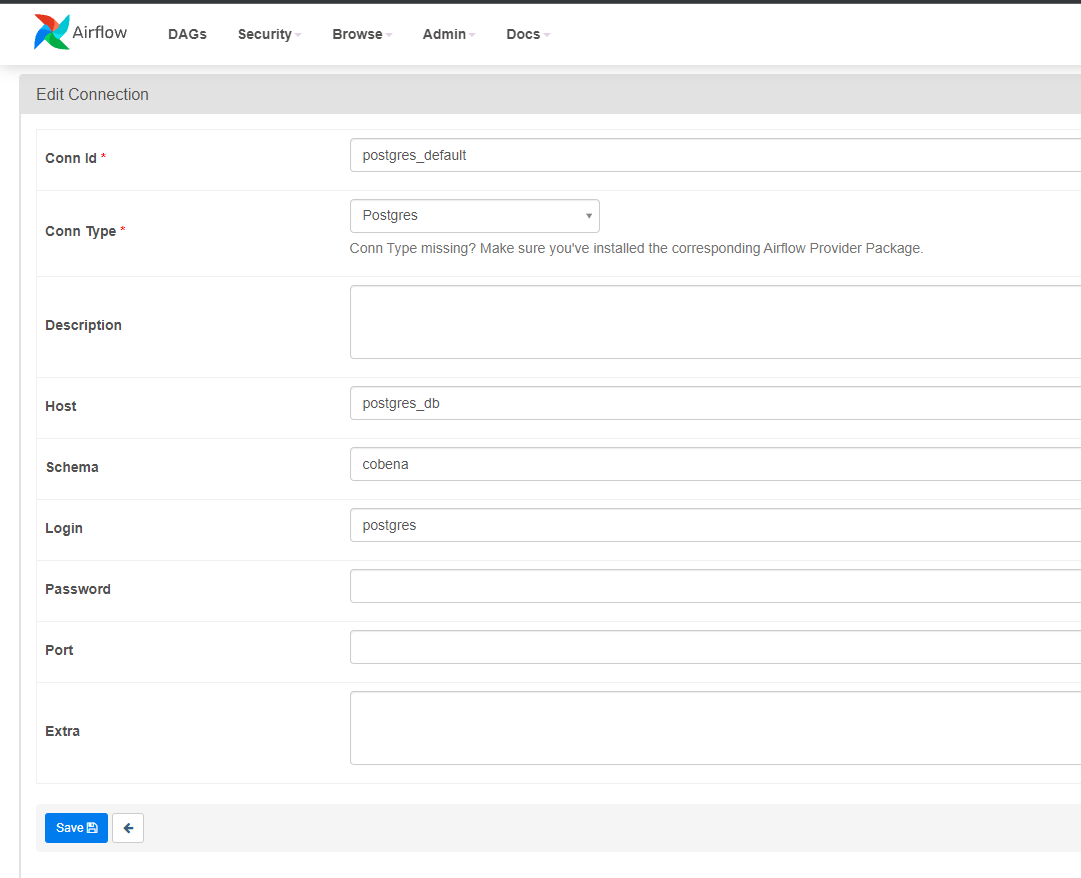 Airflow DAGs Security Browse Admin Docs
Edit Connection
Conn Id * postgres_default
Conn Type * Postgres
Conn Type missing? Make sure you've installed the corresponding Airflow Provider Package.
Description
Host postgres_db
Schema cobena
Login postgres
Password
Port
Extra
Save